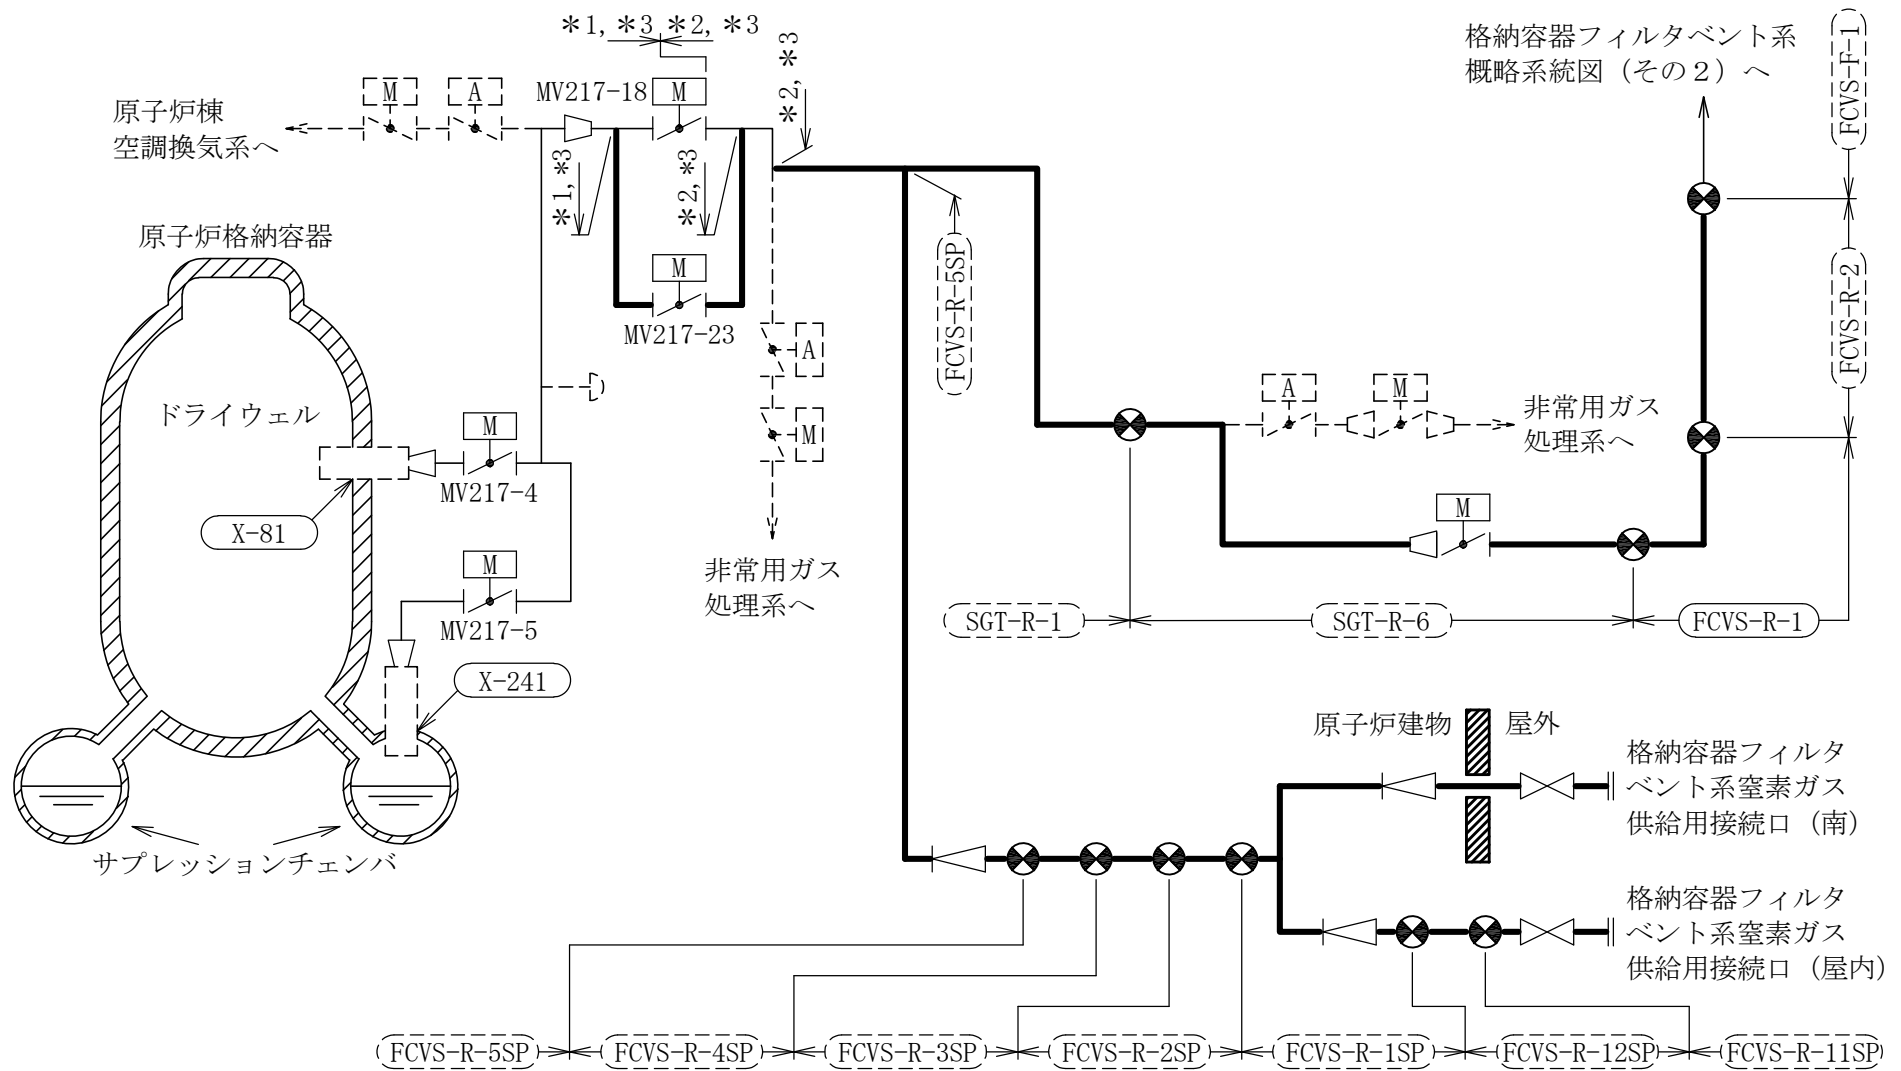 *1, *3 *2, *3
*2, *3
格納容器フィルタベント系
概略系統図（その２）へ
FCVS-F-1
原子炉棟
空調換気系へ
M
A
MV217-18
M
*1, *3
*2, *3
原子炉格納容器
M
MV217-23
FCVS-R-5SP
FCVS-R-2
A
M
ドライウェル
M
MV217-4
X-81
A
M
非常用ガス
処理系へ
M
M
MV217-5
非常用ガス
処理系へ
SGT-R-1
SGT-R-6
FCVS-R-1
X-241
原子炉建物
屋外
格納容器フィルタ
ベント系窒素ガス
供給用接続口（南）
サプレッションチェンバ
格納容器フィルタ
ベント系窒素ガス
供給用接続口（屋内）
FCVS-R-5SP
FCVS-R-4SP
FCVS-R-3SP
FCVS-R-2SP
FCVS-R-1SP
FCVS-R-12SP
FCVS-R-11SP